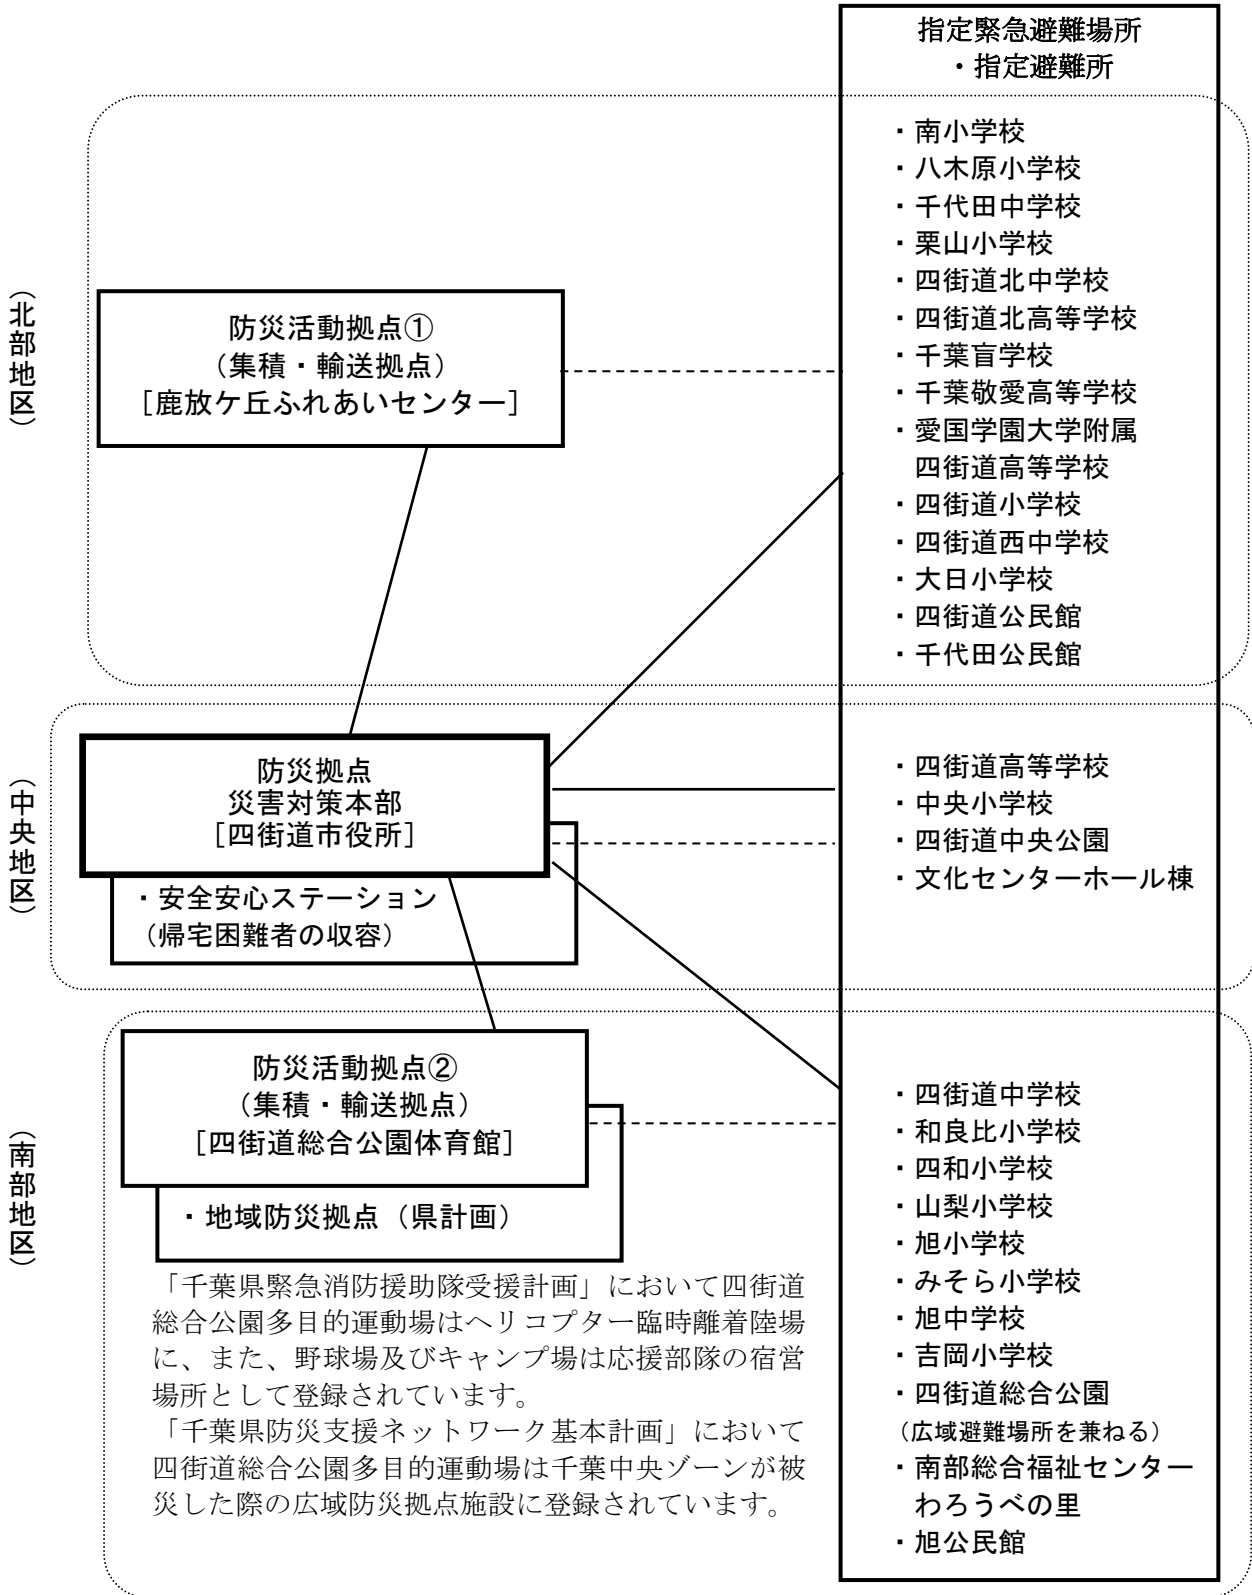 指定緊急避難場所
・指定避難所
（北部地区）
防災活動拠点①
（集積・輸送拠点）
［鹿放ケ丘ふれあいセンター］
・南小学校
・八木原小学校
・千代田中学校
・栗山小学校
・四街道北中学校
・四街道北高等学校
・千葉盲学校
・千葉敬愛高等学校
・愛国学園大学附属
四街道高等学校
・四街道小学校
・四街道西中学校
・大日小学校
・四街道公民館
・千代田公民館
（中央地区）
防災拠点
災害対策本部
［四街道市役所］
・安全安心ステーション
（帰宅困難者の収容）
・四街道高等学校
・中央小学校
・四街道中央公園
・文化センターホール棟
（南部地区）
防災活動拠点②
（集積・輸送拠点）
［四街道総合公園体育館］
・地域防災拠点（県計画）
「千葉県緊急消防援助隊受援計画」において四街道
総合公園多目的運動場はヘリコプター臨時離着陸場
に、また、野球場及びキャンプ場は応援部隊の宿営
場所として登録されています。
「千葉県防災支援ネットワーク基本計画」において
四街道総合公園多目的運動場は千葉中央ゾーンが被
災した際の広域防災拠点施設に登録されています。
・四街道中学校
・和良比小学校
・四和小学校
・山梨小学校
・旭小学校
・みそら小学校
・旭中学校
・吉岡小学校
・四街道総合公園
（広域避難場所を兼ねる）
・南部総合福祉センター
わろうべの里
・旭公民館